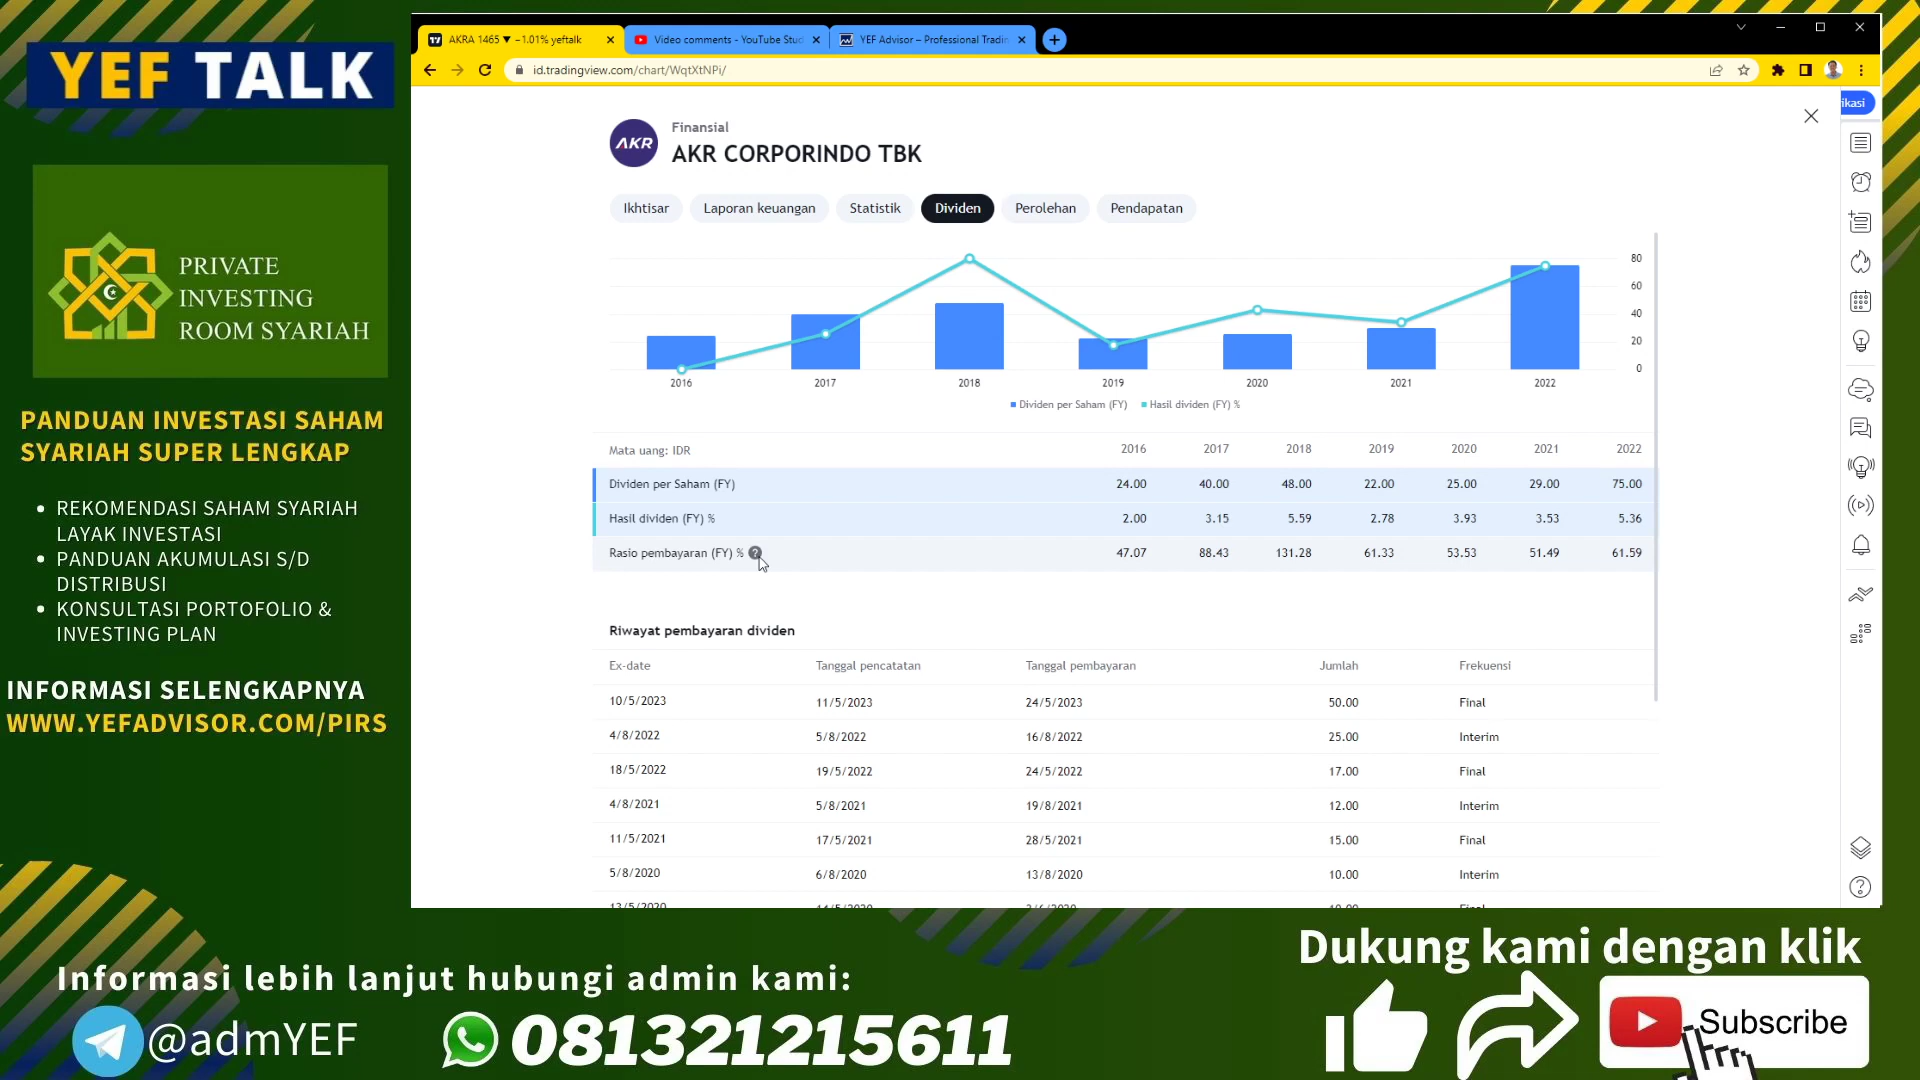 YEF TALK
PRIVATE
INVESTING
ROOM SYARIAH
PANDUAN INVESTASI SAHAM
SYARIAH SUPER LENGKAP
• REKOMENDASI SAHAM SYARIAH
LAYAK INVESTASI
• PANDUAN AKUMULASI S/D
DISTRIBUSI
• KONSULTASI PORTOFOLIO &
INVESTING PLAN
INFORMASI SELENGKAPNYA
WWW.YEFADVISOR.COM/PIRS
AKRA 1465 ▼ −1.01% yeftalk
Video comments - YouTube Stud
YEF Advisor – Professional Tradin
id.tradingview.com/chart/WqtXtNPi/
ikasi
AKR
Finansial
AKR CORPORINDO TBK
Ikhtisar Laporan keuangan Statistik Dividen Perolehan Pendapatan
80
60
40
20
0
2016 2017 2018 2019 2020 2021 2022
Dividen per Saham (FY) Hasil dividen (FY) %
Mata uang: IDR 2016 2017 2018 2019 2020 2021 2022
Dividen per Saham (FY) 24.00 40.00 48.00 22.00 25.00 29.00 75.00
Hasil dividen (FY) % 2.00 3.15 5.59 2.78 3.93 3.53 5.36
Rasio pembayaran (FY) % 47.07 88.43 131.28 61.33 53.53 51.49 61.59
Riwayat pembayaran dividen
Ex-date Tanggal pencatatan Tanggal pembayaran Jumlah Frekuensi
10/5/2023 11/5/2023 24/5/2023 50.00 Final
4/8/2022 5/8/2022 16/8/2022 25.00 Interim
18/5/2022 19/5/2022 24/5/2022 17.00 Final
4/8/2021 5/8/2021 19/8/2021 12.00 Interim
11/5/2021 17/5/2021 28/5/2021 15.00 Final
5/8/2020 6/8/2020 13/8/2020 10.00 Interim
Informasi lebih lanjut hubungi admin kami:
@admYEF
081321215611
Dukung kami dengan klik
Subscribe